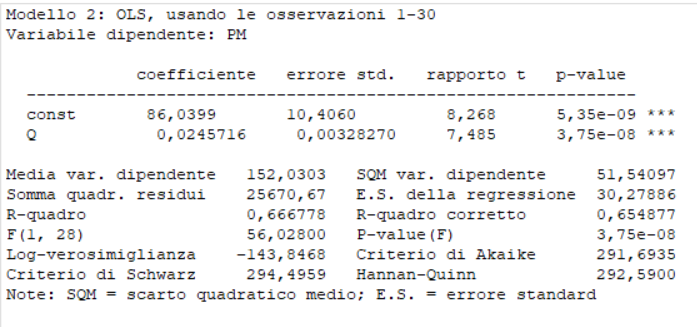 Modello 2: OLS, usando le osservazioni 1-30
Variabile dipendente: PM
coefficiente errore std. rapporto t p-value
---------------------------------------------------------------
const 86,0399 10,4060 8,268 5,35e-09 ***
Q 0,0245716 0,00328270 7,485 3,75e-08 ***
Media var. dipendente 152,0303 SQM var. dipendente 51,54097
Somma quadr. residui 25670,67 E.S. della regressione 30,27886
R-quadro 0,666778 R-quadro corretto 0,654877
F(1, 28) 56,02800 P-value(F) 3,75e-08
Log-verosimiglianza -143,8468 Criterio di Akaike 291,6935
Criterio di Schwarz 294,4959 Hannan-Quinn 292,5900
Note: SQM = scarto quadratico medio; E.S. = errore standard